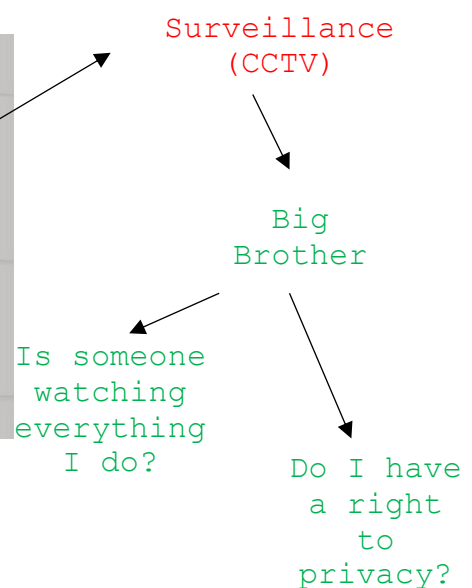 Surveillance
(CCTV)
Big
Brother
Is someone
watching
everything
I do?
Do I have
a right
to
privacy?